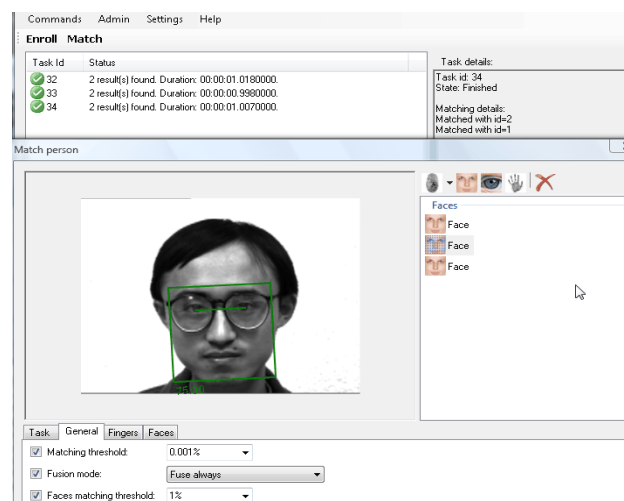 Commands Admin Settings Help
Enroll Match
Task Id Status
32 2 result(s) found. Duration: 00:00:01.0180000.
33 2 result(s) found. Duration: 00:00:00.9980000.
34 2 result(s) found. Duration: 00:00:01.0070000.
Task details:
Task id: 34
State: Finished
Matching details:
Matched with id=2
Matched with id=1
Match person
Faces
Face
Face
Face
Task General Fingers Faces
Matching threshold: 0.001%
Fusion mode: Fuse always
Faces matching threshold: 1%